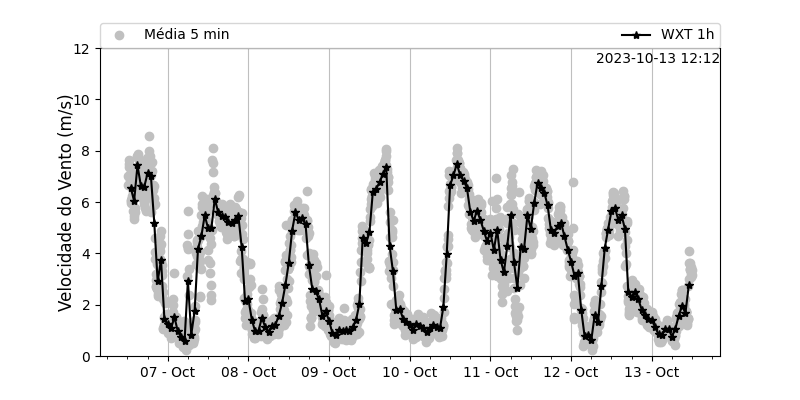 Média 5 min
WXT 1h
2023-10-13 12:12
Velocidade do Vento (m/s)
12
10
8
6
4
2
0
07 - Oct
08 - Oct
09 - Oct
10 - Oct
11 - Oct
12 - Oct
13 - Oct